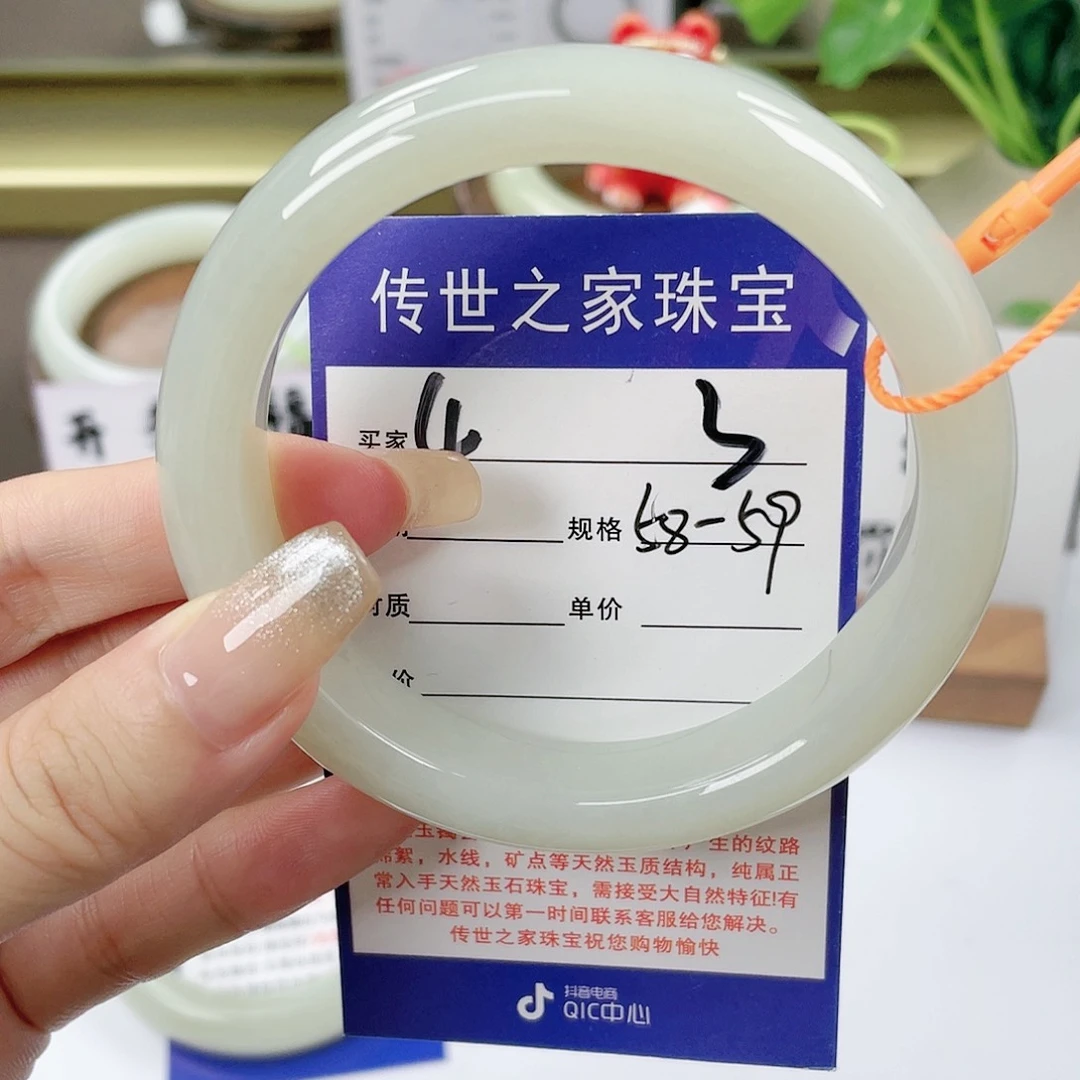 传世之家珠宝
买家
规格 58-59
质 单价
价
生的纹路
絮，水线，矿点等天然玉质结构，纯属正
常入手天然玉石珠宝，需接受大自然特征!有
任何问题可以第一时间联系客服给您解决。
传世之家珠宝祝您购物愉快
抖音电商
QIC中心
开